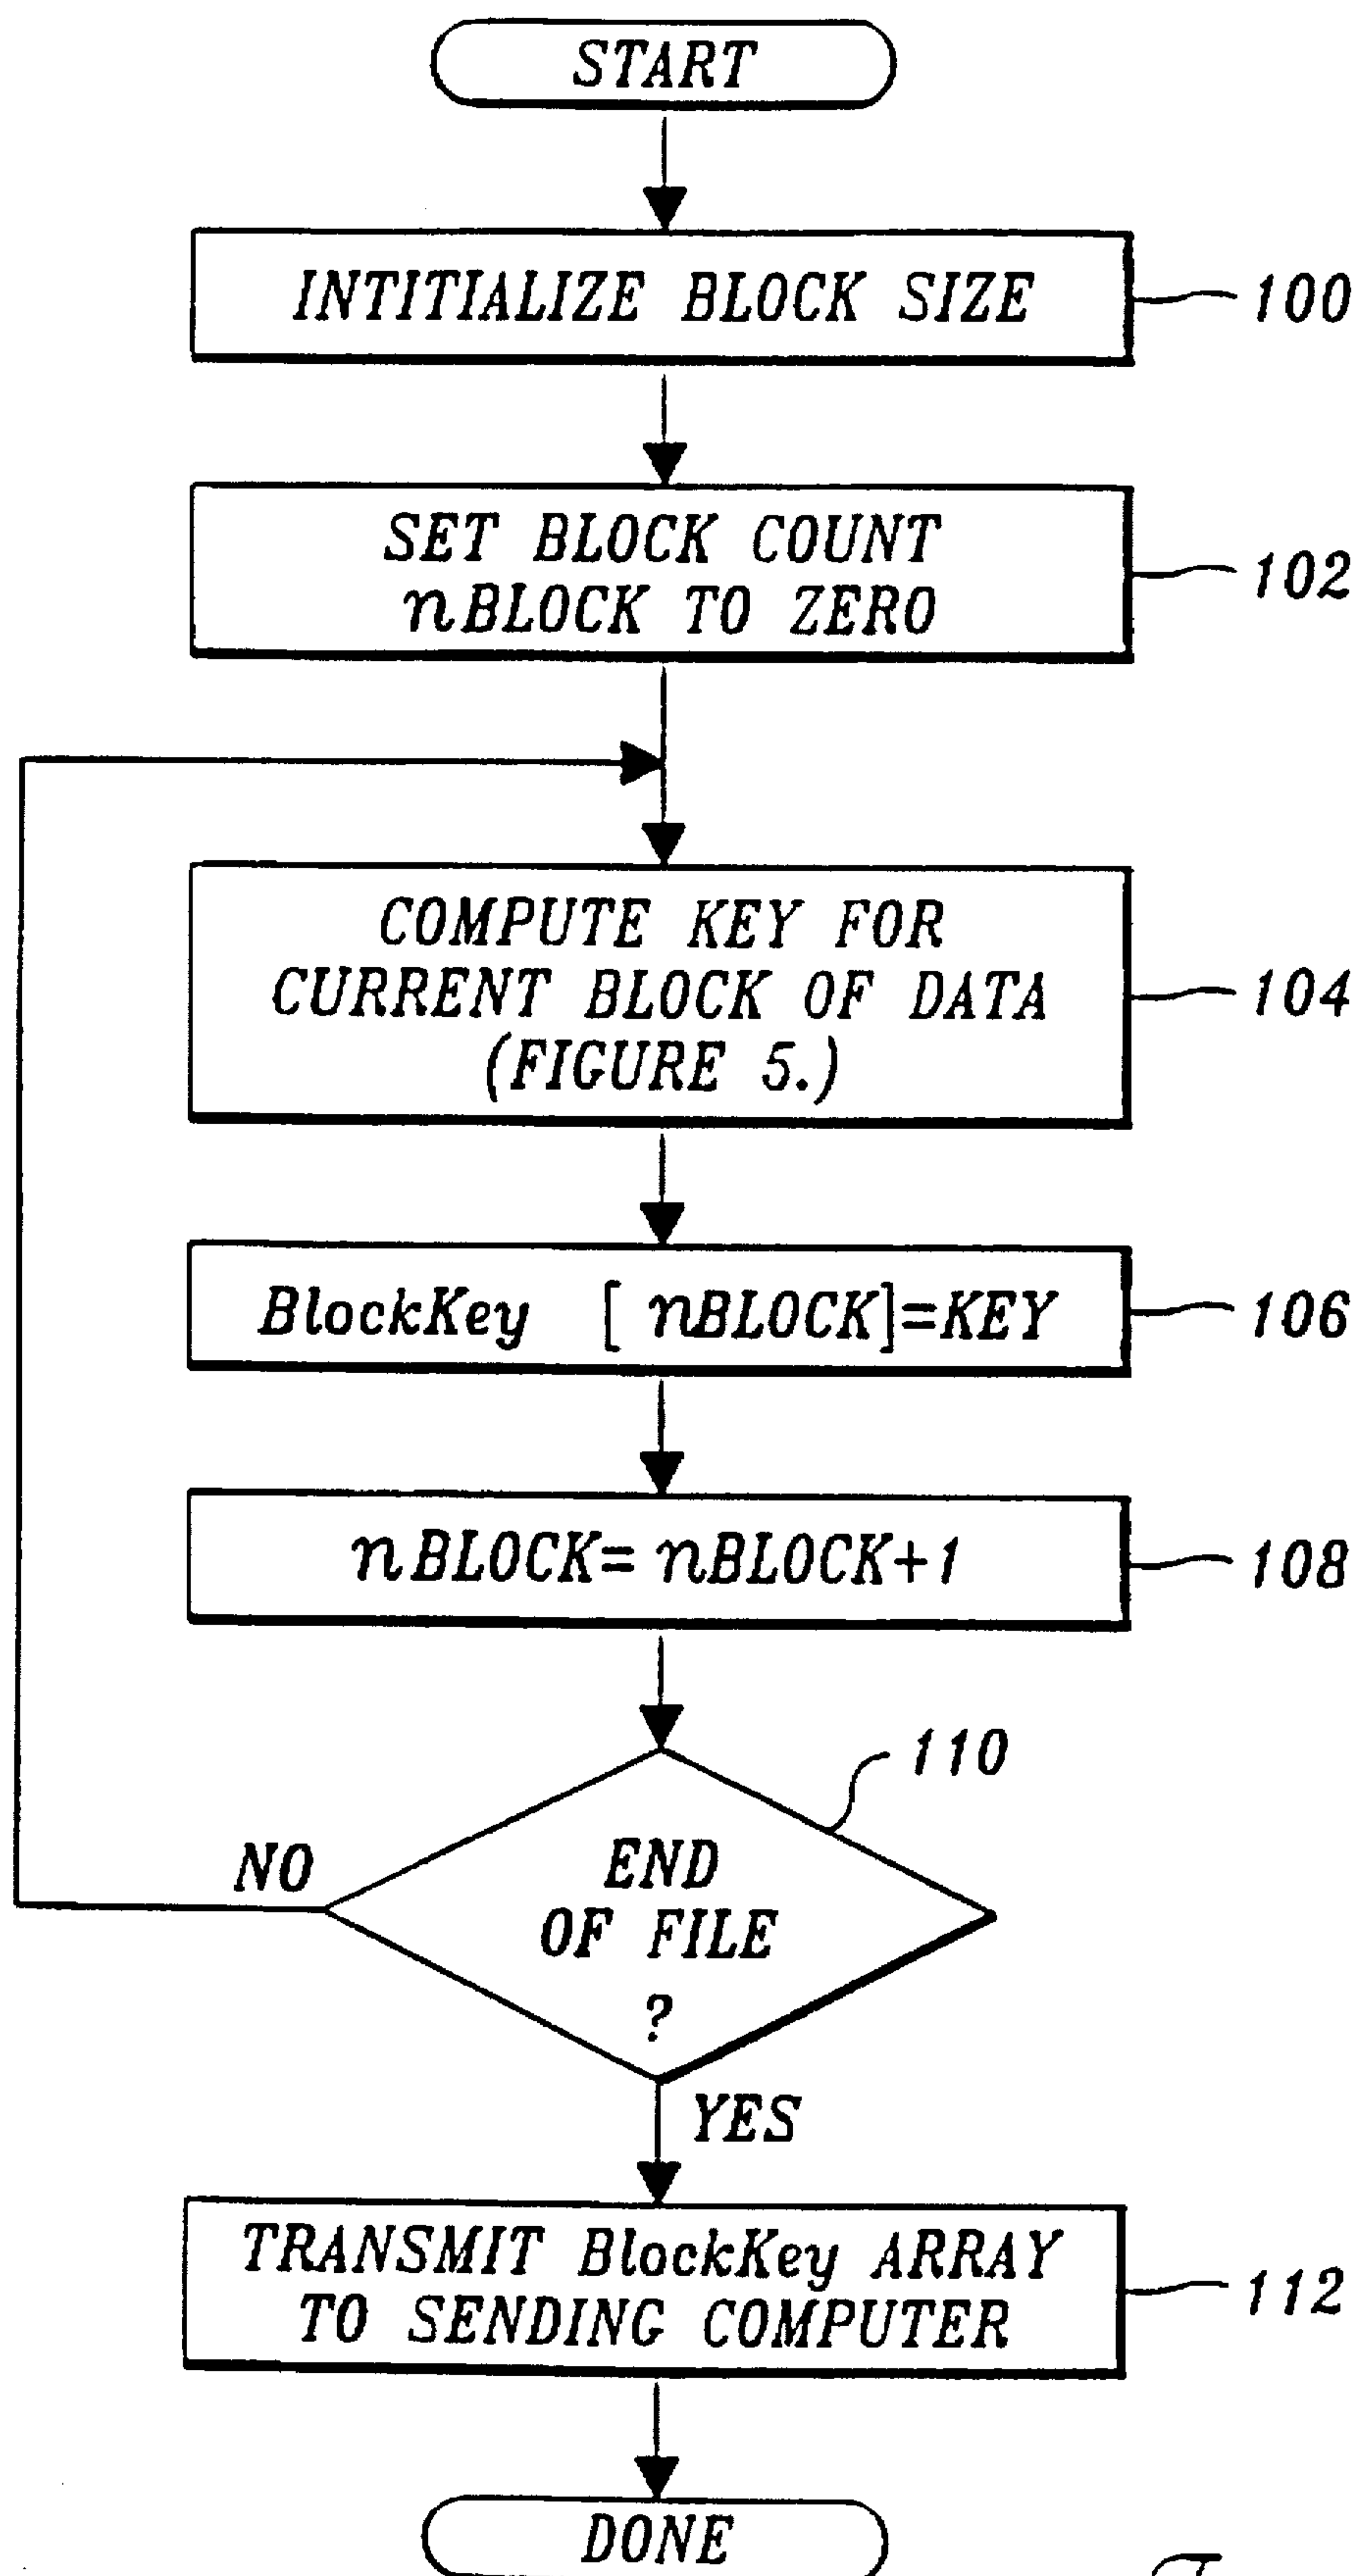 START
INTITIALIZE BLOCK SIZE
100
SET BLOCK COUNT
nBLOCK TO ZERO
102
COMPUTE KEY FOR
CURRENT BLOCK OF DATA
(FIGURE 5.)
104
BlockKey [ nBLOCK]=KEY
106
nBLOCK= nBLOCK+1
108
110
END
OF FILE
?
NO
YES
TRANSMIT BlockKey ARRAY
TO SENDING COMPUTER
112
DONE